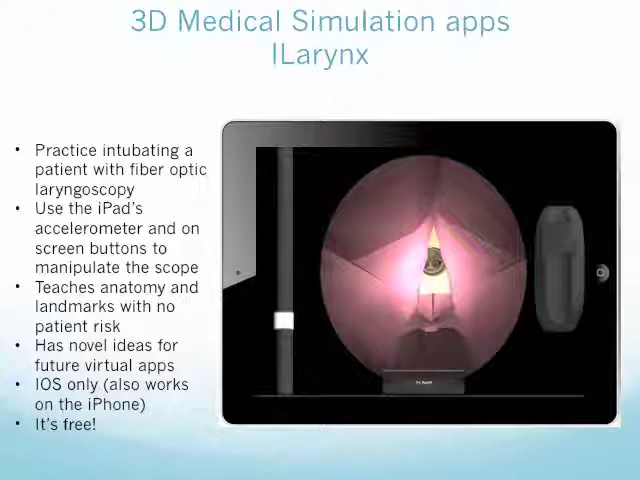 3D Medical Simulation apps
ILarynx
• Practice intubating a
patient with fiber optic
laryngoscopy
• Use the iPad's
accelerometer and on
screen buttons to
manipulate the scope
• Teaches anatomy and
landmarks with no
patient risk
• Has novel ideas for
future virtual apps
• IOS only (also works
on the iPhone)
• It's free!